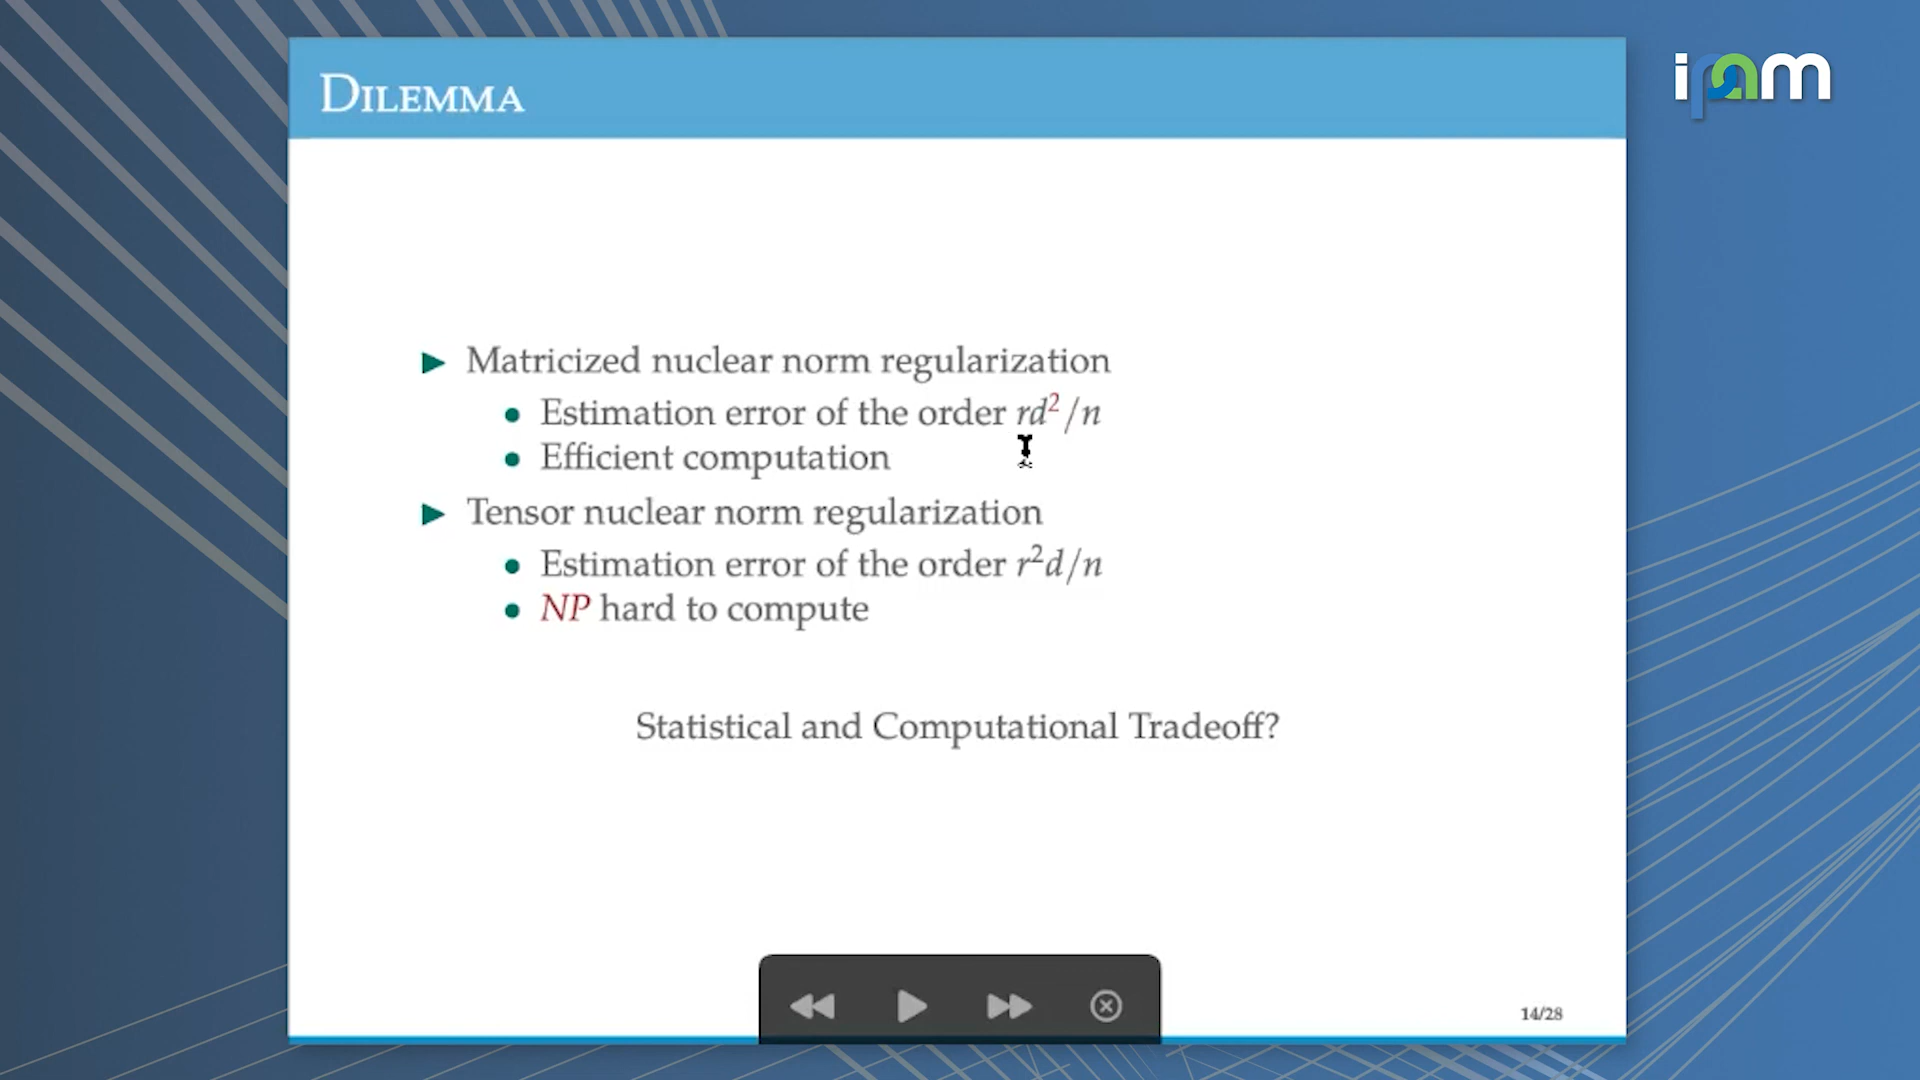 DILEMMA
ipam
► Matricized nuclear norm regularization
• Estimation error of the order rd²/n
• Efficient computation
► Tensor nuclear norm regularization
• Estimation error of the order r²d/n
• NP hard to compute
Statistical and Computational Tradeoff?
14/28